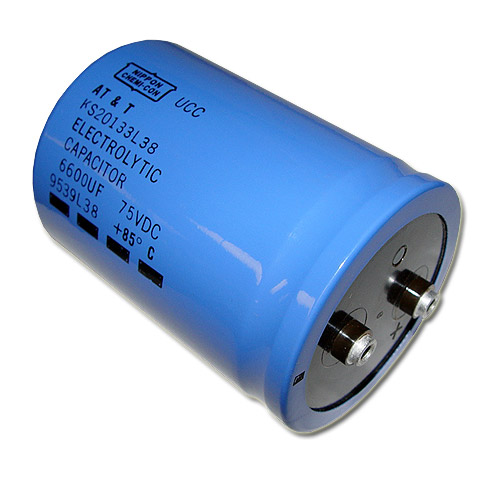 NIPPON
CHEMI-CON
UCC
AT & T
KS20133L38
ELECTROLYTIC
CAPACITOR
6600UF 75VDC
9539L38 +85° C
+